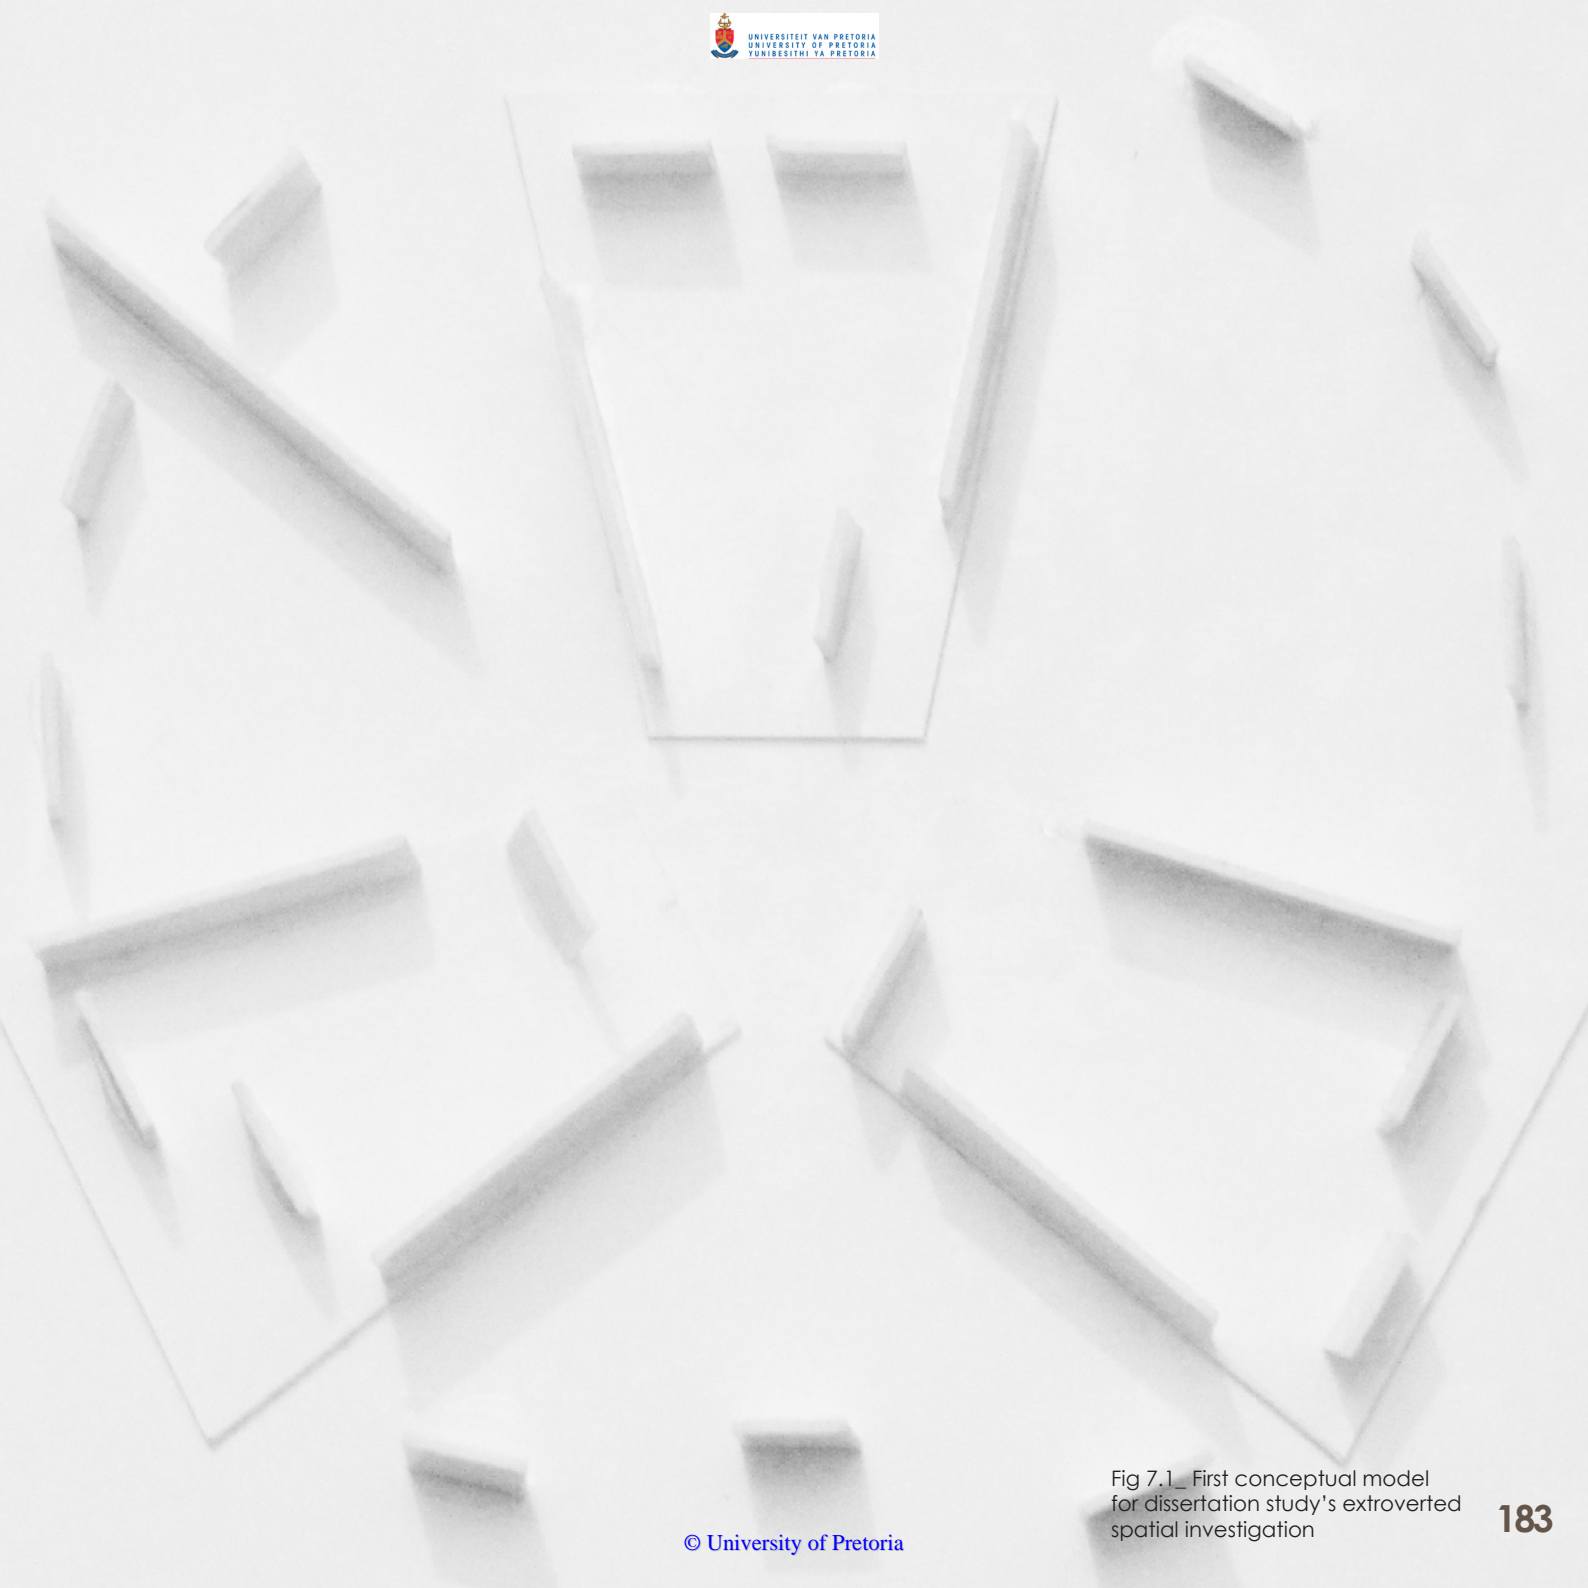 UNIVERSITEIT VAN PRETORIA
UNIVERSITY OF PRETORIA
YUNIBESITHI YA PRETORIA
Fig 7.1_ First conceptual model
for dissertation study's extroverted
spatial investigation
183
© University of Pretoria